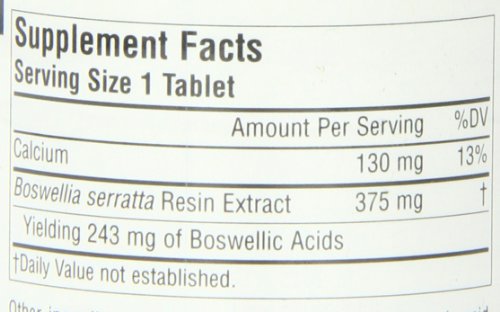 Supplement Facts
Serving Size 1 Tablet
Amount Per Serving %DV
Calcium 130 mg 13%
Boswellia serratta Resin Extract 375 mg †
Yielding 243 mg of Boswellic Acids
†Daily Value not established.
Other